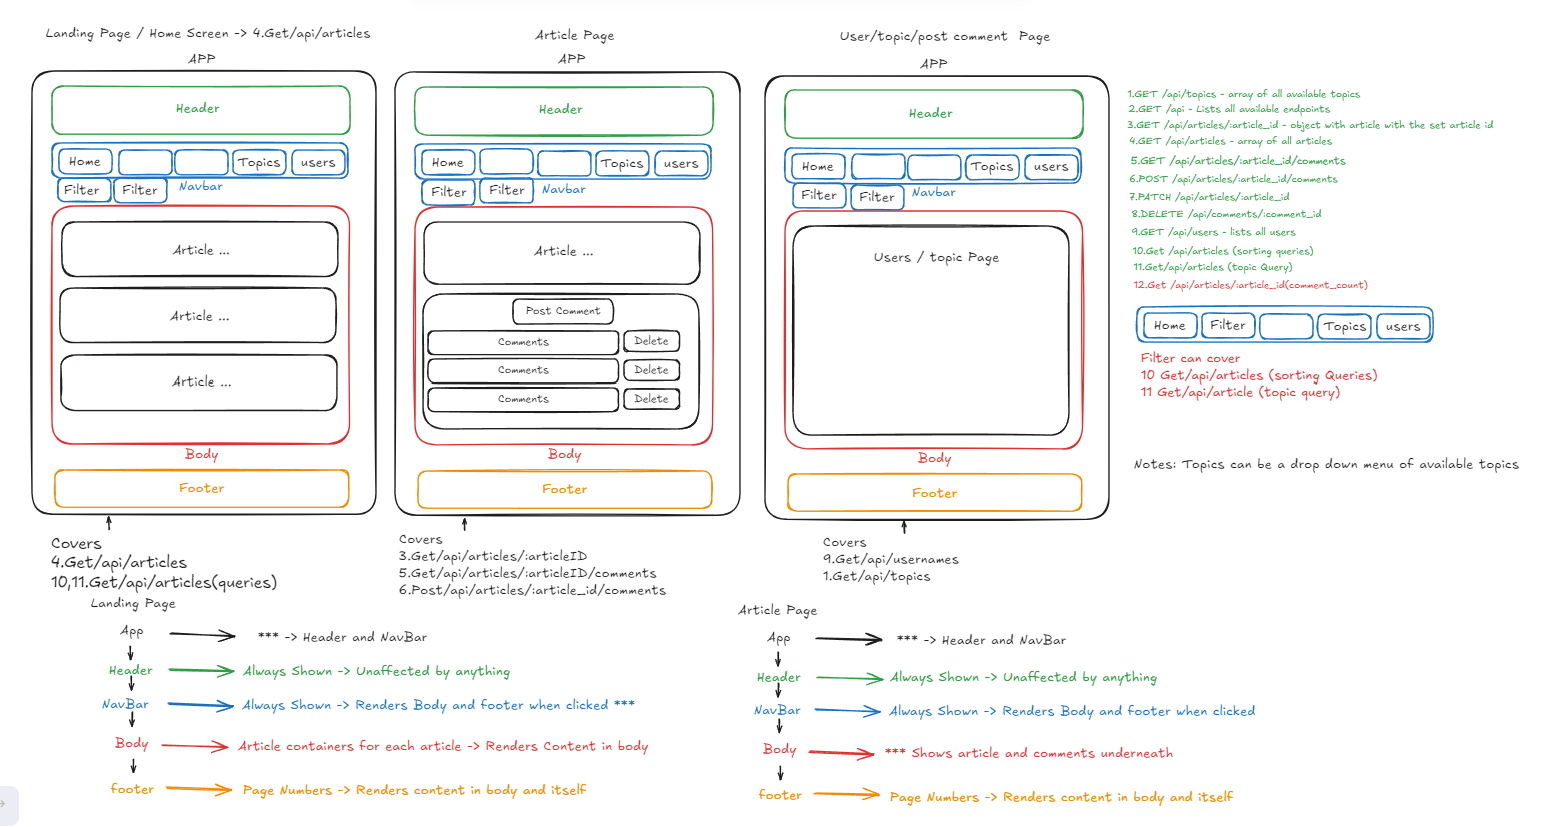 Landing Page / Home Screen -> 4.Get/api/articles
APP
Header
Home
Topics
users
Filter
Filter
Navbar
Article ...
Article ...
Article ...
Body
Footer
Covers
4.Get/api/articles
10,11.Get/api/articles(queries)
Article Page
APP
Header
Home
Topics
users
Filter
Filter
Navbar
Article ...
Post Comment
Comments
Delete
Comments
Delete
Comments
Delete
Body
Footer
Covers
3.Get/api/articles/:articleID
5.Get/api/articles/:articleID/comments
6.Post/api/articles/:article_id/comments
User/topic/post comment Page
APP
Header
Home
Topics
users
Filter
Filter
Navbar
Users / topic Page
Body
Footer
Covers
9.Get/api/usernames
1.Get/api/topics
1.GET /api/topics - array of all available topics
2.GET /api - Lists all available endpoints
3.GET /api/articles/:article_id - object with article with the set article id
4.GET /api/articles - array of all articles
5.GET /api/articles/:article_id/comments
6.POST /api/articles/:article_id/comments
7.PATCH /api/articles/:article_id
8.DELETE /api/comments/:comment_id
9.GET /api/users - lists all users
10.Get /api/articles (sorting queries)
11.Get/api/articles (topic Query)
12.Get /api/articles/:article_id(comment_count)
Home
Filter
Topics
users
Filter can cover
10 Get/api/articles (sorting Queries)
11 Get/api/article (topic query)
Notes: Topics can be a drop down menu of available topics
Landing Page
App
*** -> Header and NavBar
Header
Always Shown -> Unaffected by anything
NavBar
Always Shown -> Renders Body and footer when clicked ***
Body
Article containers for each article -> Renders Content in body
footer
Page Numbers -> Renders content in body and itself
Article Page
App
*** -> Header and NavBar
Header
Always Shown -> Unaffected by anything
NavBar
Always Shown -> Renders Body and footer when clicked
Body
*** Shows article and comments underneath
footer
Page Numbers -> Renders content in body and itself